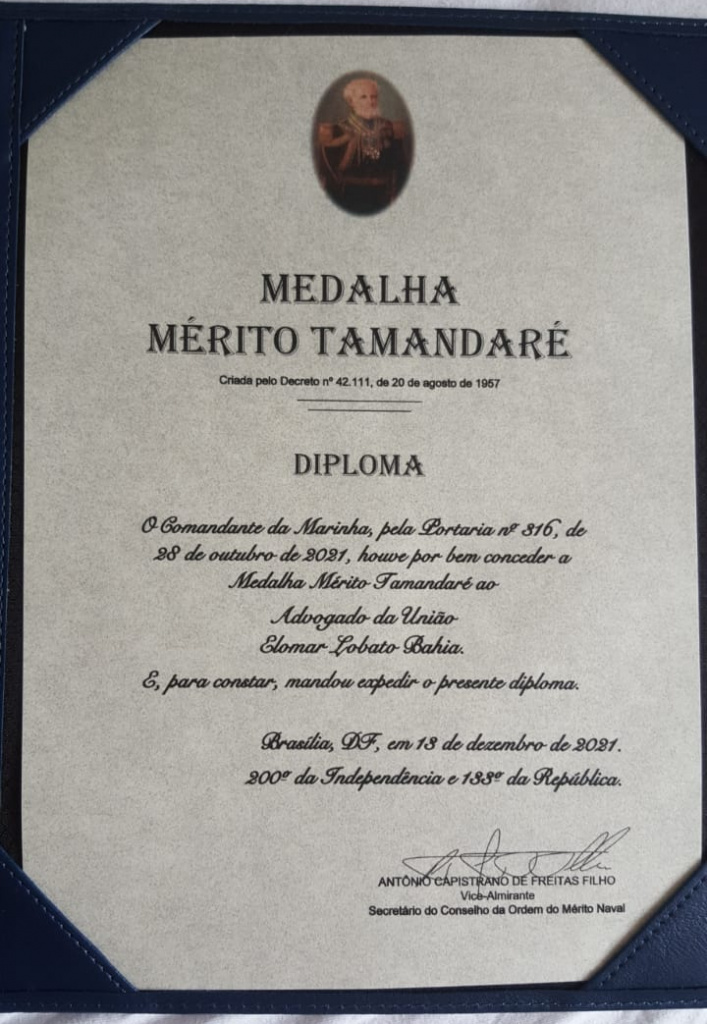 MEDALHA
MÉRITO TAMANDARÉ
Criada pelo Decreto nº 42.111, de 20 de agosto de 1957
DIPLOMA
O Comandante da Marinha, pela Portaria nº 316, de
28 de outubro de 2021, houve por bem conceder a
Medalha Mérito Tamandaré ao
Advogado da União
Elomar Lobato Bahia.
E, para constar, mandou expedir o presente diploma.
Brasília, DF, em 13 de dezembro de 2021.
200º da Independência e 133º da República.
ANTÔNIO CAPISTRANO DE FREITAS FILHO
Vice-Almirante
Secretário do Conselho da Ordem do Mérito Naval